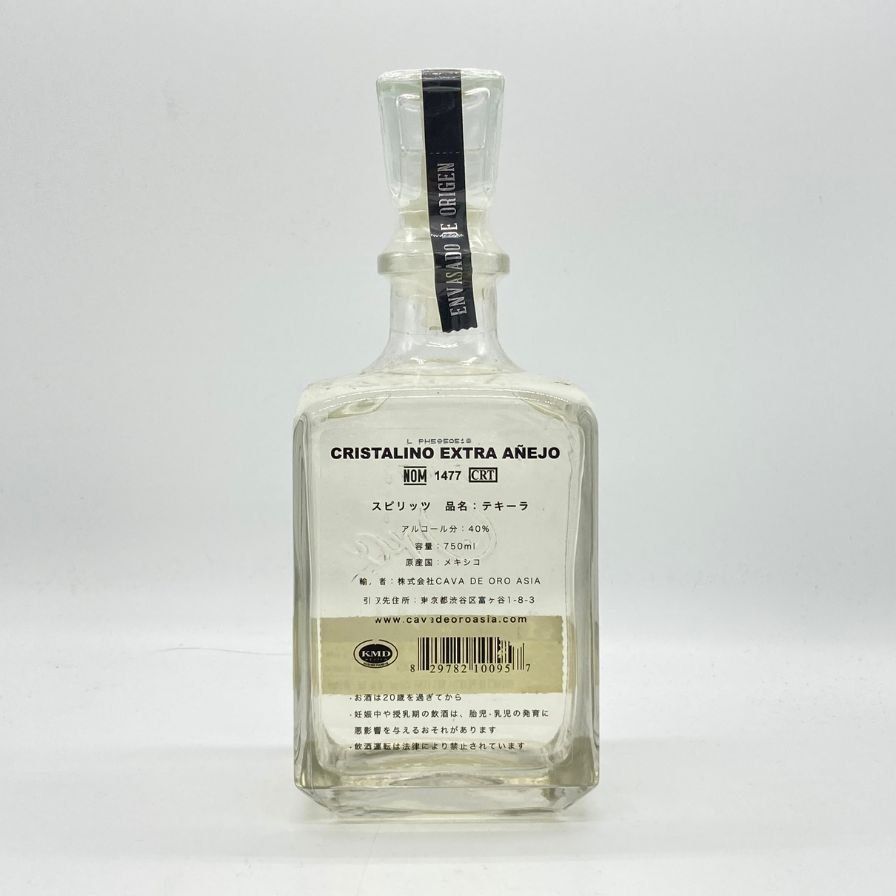 ENVASADO DE ORIGEN
CRISTALINO EXTRA AÑEJO
NOM 1477 CRT
スピリッツ 品名：テキーラ
アルコール分：40%
容量：750ml
原産国：メキシコ
輸 者：株式会社CAVA DE ORO ASIA
引 先住所：東京都渋谷区富ヶ谷1-8-3
www.cavadeoroasia.com
KMD
8 29782 10095 7
・お酒は20歳を過ぎてから
・妊娠中や授乳期の飲酒は、胎児・乳児の発育に
悪影響を与えるおそれがあります
・飲酒運転は法律により禁止されています